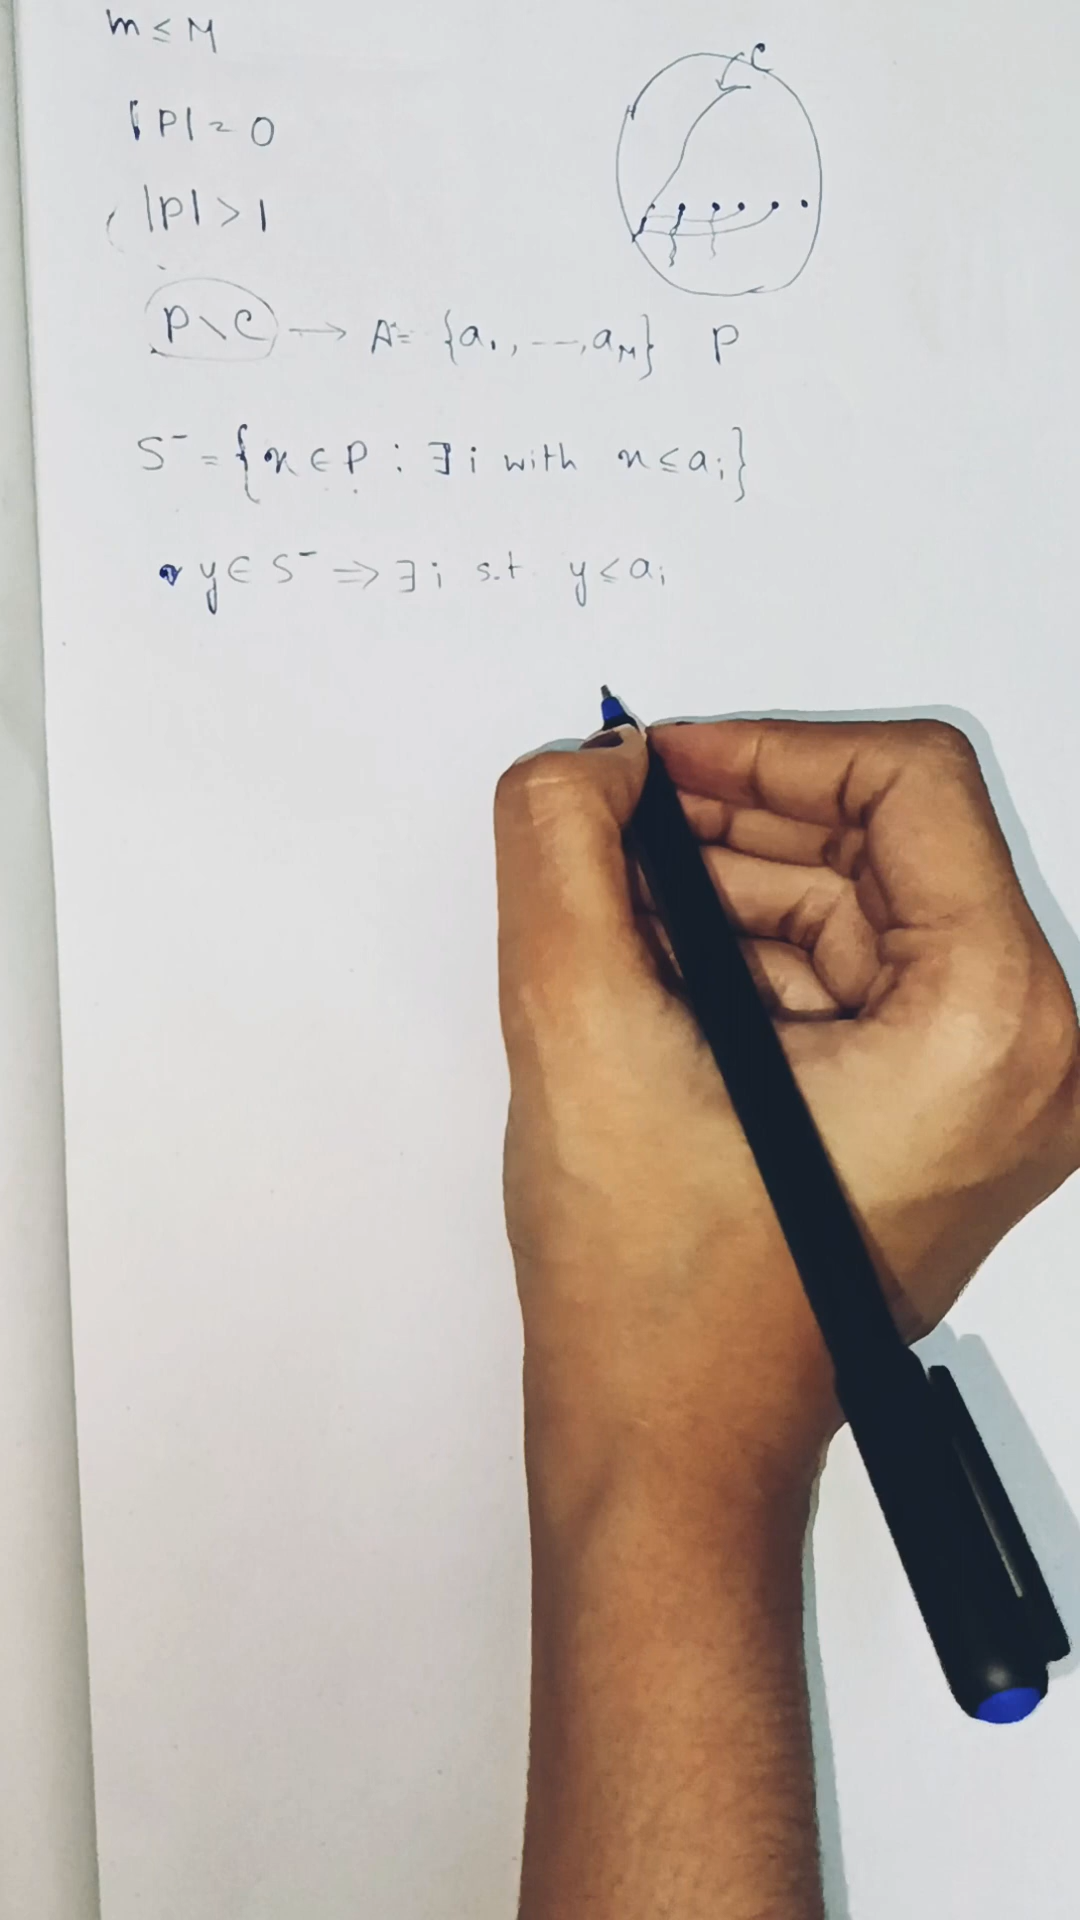 m ≤ M
C
|P| = 0
|P| > 1
P \ C → A = {a₁, ---, a_M} P
S⁻ = {x ∈ P : ∃ i with x ≤ aᵢ}
y ∈ S⁻ ⇒ ∃ i s.t y ≤ aᵢ